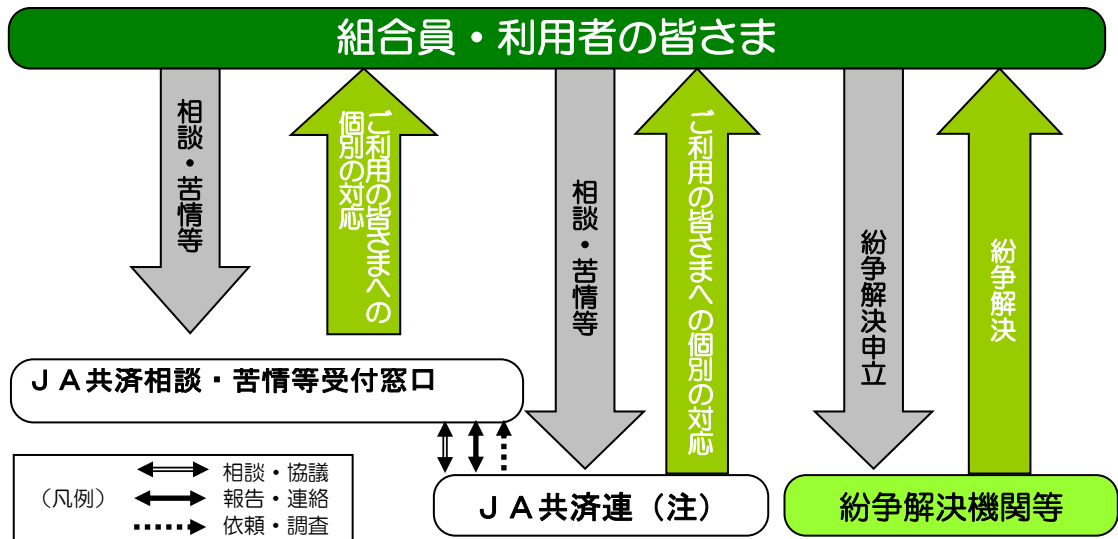 組合員・利用者の皆さま
相談・苦情等
ご利用の皆さまへの
個別の対応
相談・苦情等
ご利用の皆さまへの個別の対応
紛争解決申立
紛争解決
ＪＡ共済相談・苦情等受付窓口
ＪＡ共済連（注）
紛争解決機関等
（凡例）
相談・協議
報告・連絡
依頼・調査